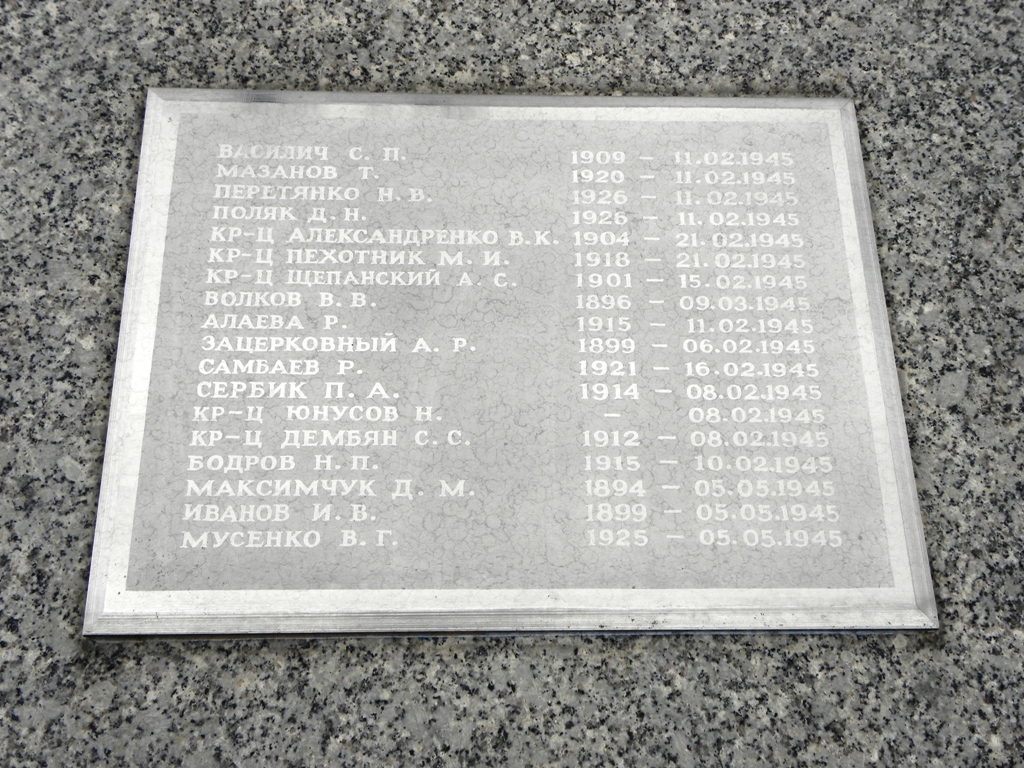 ВАСИЛИЧ С. П. 1909 – 11.02.1945
МАЗАНОВ Т. 1920 – 11.02.1945
ПЕРЕТЯНКО Н. В. 1926 – 11.02.1945
ПОЛЯК Д. Н. 1926 – 11.02.1945
КР-Ц АЛЕКСАНДРЕНКО В.К. 1904 – 21.02.1945
КР-Ц ПЕХОТНИК М. И. 1918 – 21.02.1945
КР-Ц ЩЕПАНСКИЙ А. С. 1901 – 15.02.1945
ВОЛКОВ В. В. 1896 – 09.03.1945
АЛАЕВА Р. 1915 – 11.02.1945
ЗАЦЕРКОВНЫЙ А. Р. 1899 – 06.02.1945
САМБАЕВ Р. 1921 – 16.02.1945
СЕРБИК П. А. 1914 – 08.02.1945
КР-Ц ЮНУСОВ Н. – 08.02.1945
КР-Ц ДЕМБЯН С. С. 1912 – 08.02.1945
БОДРОВ Н. П. 1915 – 10.02.1945
МАКСИМЧУК Д. М. 1894 – 05.05.1945
ИВАНОВ И. В. 1899 – 05.05.1945
МУСЕНКО В. Г. 1925 – 05.05.1945